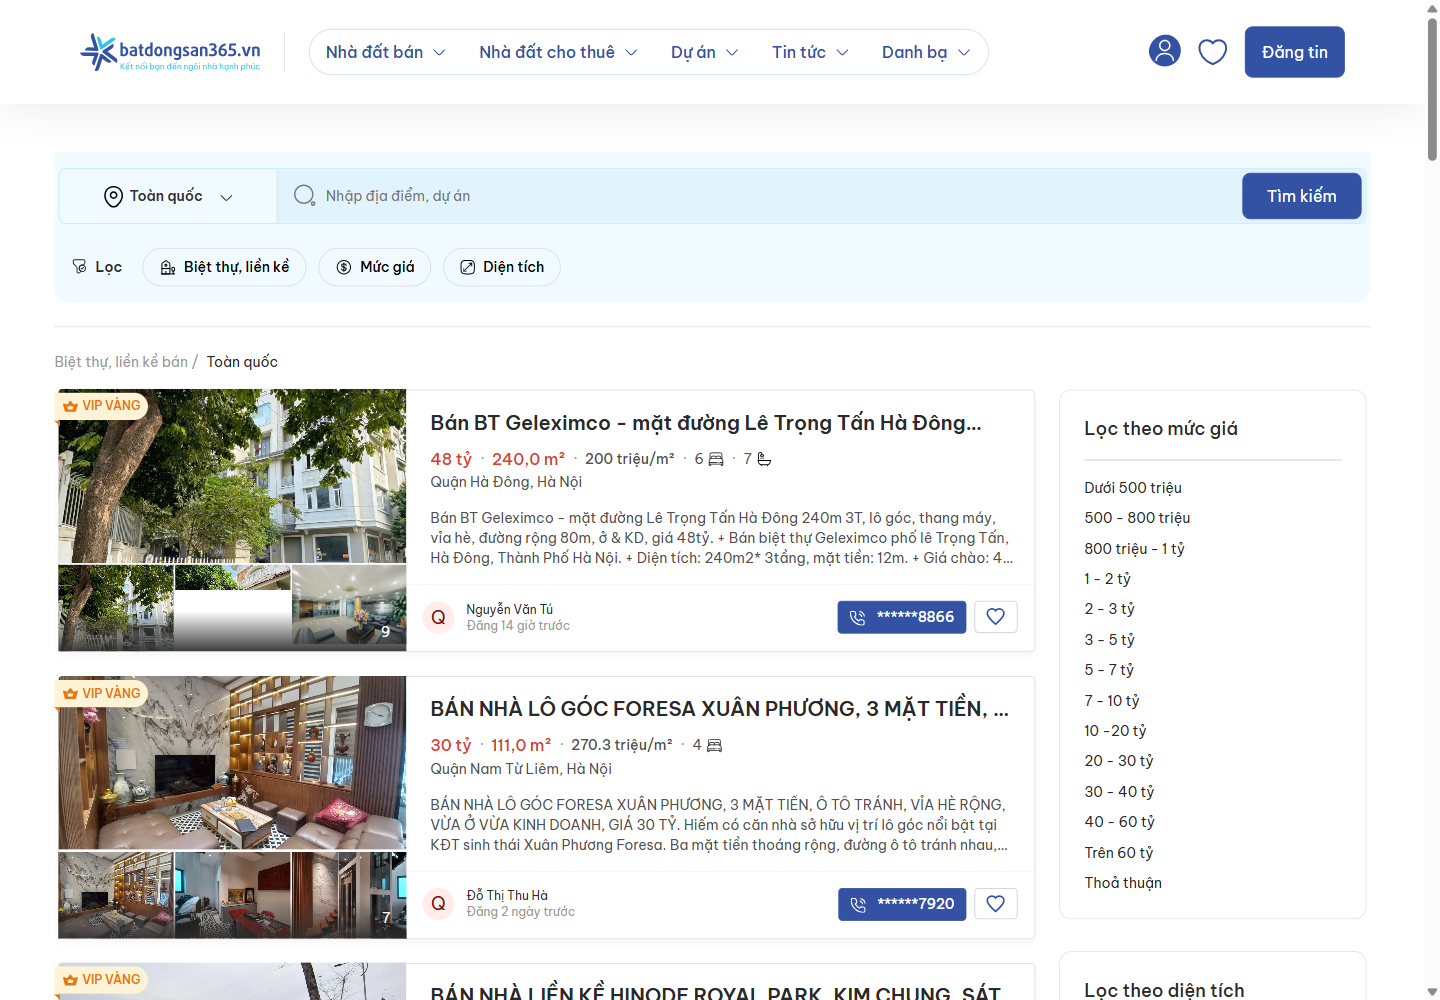 batdongsan365.vn
Kết nối bạn đến ngôi nhà hạnh phúc
Nhà đất bán
Nhà đất cho thuê
Dự án
Tin tức
Danh bạ
Đăng tin
Toàn quốc
Nhập địa điểm, dự án
Tìm kiếm
Lọc
Biệt thự, liền kề
Mức giá
Diện tích
Biệt thự, liền kề bán / Toàn quốc
VIP VÀNG
9
Bán BT Geleximco - mặt đường Lê Trọng Tấn Hà Đông...
48 tỷ · 240,0 m² · 200 triệu/m² · 6 · 7
Quận Hà Đông, Hà Nội
Bán BT Geleximco - mặt đường Lê Trọng Tấn Hà Đông 240m 3T, lô góc, thang máy,
vỉa hè, đường rộng 80m, ở & KD, giá 48tỷ. + Bán biệt thự Geleximco phố lê Trọng Tấn,
Hà Đông, Thành Phố Hà Nội. + Diện tích: 240m2* 3tầng, mặt tiền: 12m. + Giá chào: 4...
Q
Nguyễn Văn Tú
Đăng 14 giờ trước
******8866
VIP VÀNG
7
BÁN NHÀ LÔ GÓC FORESA XUÂN PHƯƠNG, 3 MẶT TIỀN, ...
30 tỷ · 111,0 m² · 270.3 triệu/m² · 4
Quận Nam Từ Liêm, Hà Nội
BÁN NHÀ LÔ GÓC FORESA XUÂN PHƯƠNG, 3 MẶT TIỀN, Ô TÔ TRÁNH, VỈA HÈ RỘNG,
VỪA Ở VỪA KINH DOANH, GIÁ 30 TỶ. Hiếm có căn nhà sở hữu vị trí lô góc nổi bật tại
KĐT sinh thái Xuân Phương Foresa. Ba mặt tiền thoáng rộng, đường ô tô tránh nhau,...
Q
Đỗ Thị Thu Hà
Đăng 2 ngày trước
******7920
VIP VÀNG
BÁN NHÀ LIỀN KỀ HINODE ROYAL PARK, KIM CHUNG, SÁT
Lọc theo mức giá
Dưới 500 triệu
500 - 800 triệu
800 triệu - 1 tỷ
1 - 2 tỷ
2 - 3 tỷ
3 - 5 tỷ
5 - 7 tỷ
7 - 10 tỷ
10 -20 tỷ
20 - 30 tỷ
30 - 40 tỷ
40 - 60 tỷ
Trên 60 tỷ
Thoả thuận
Lọc theo diện tích